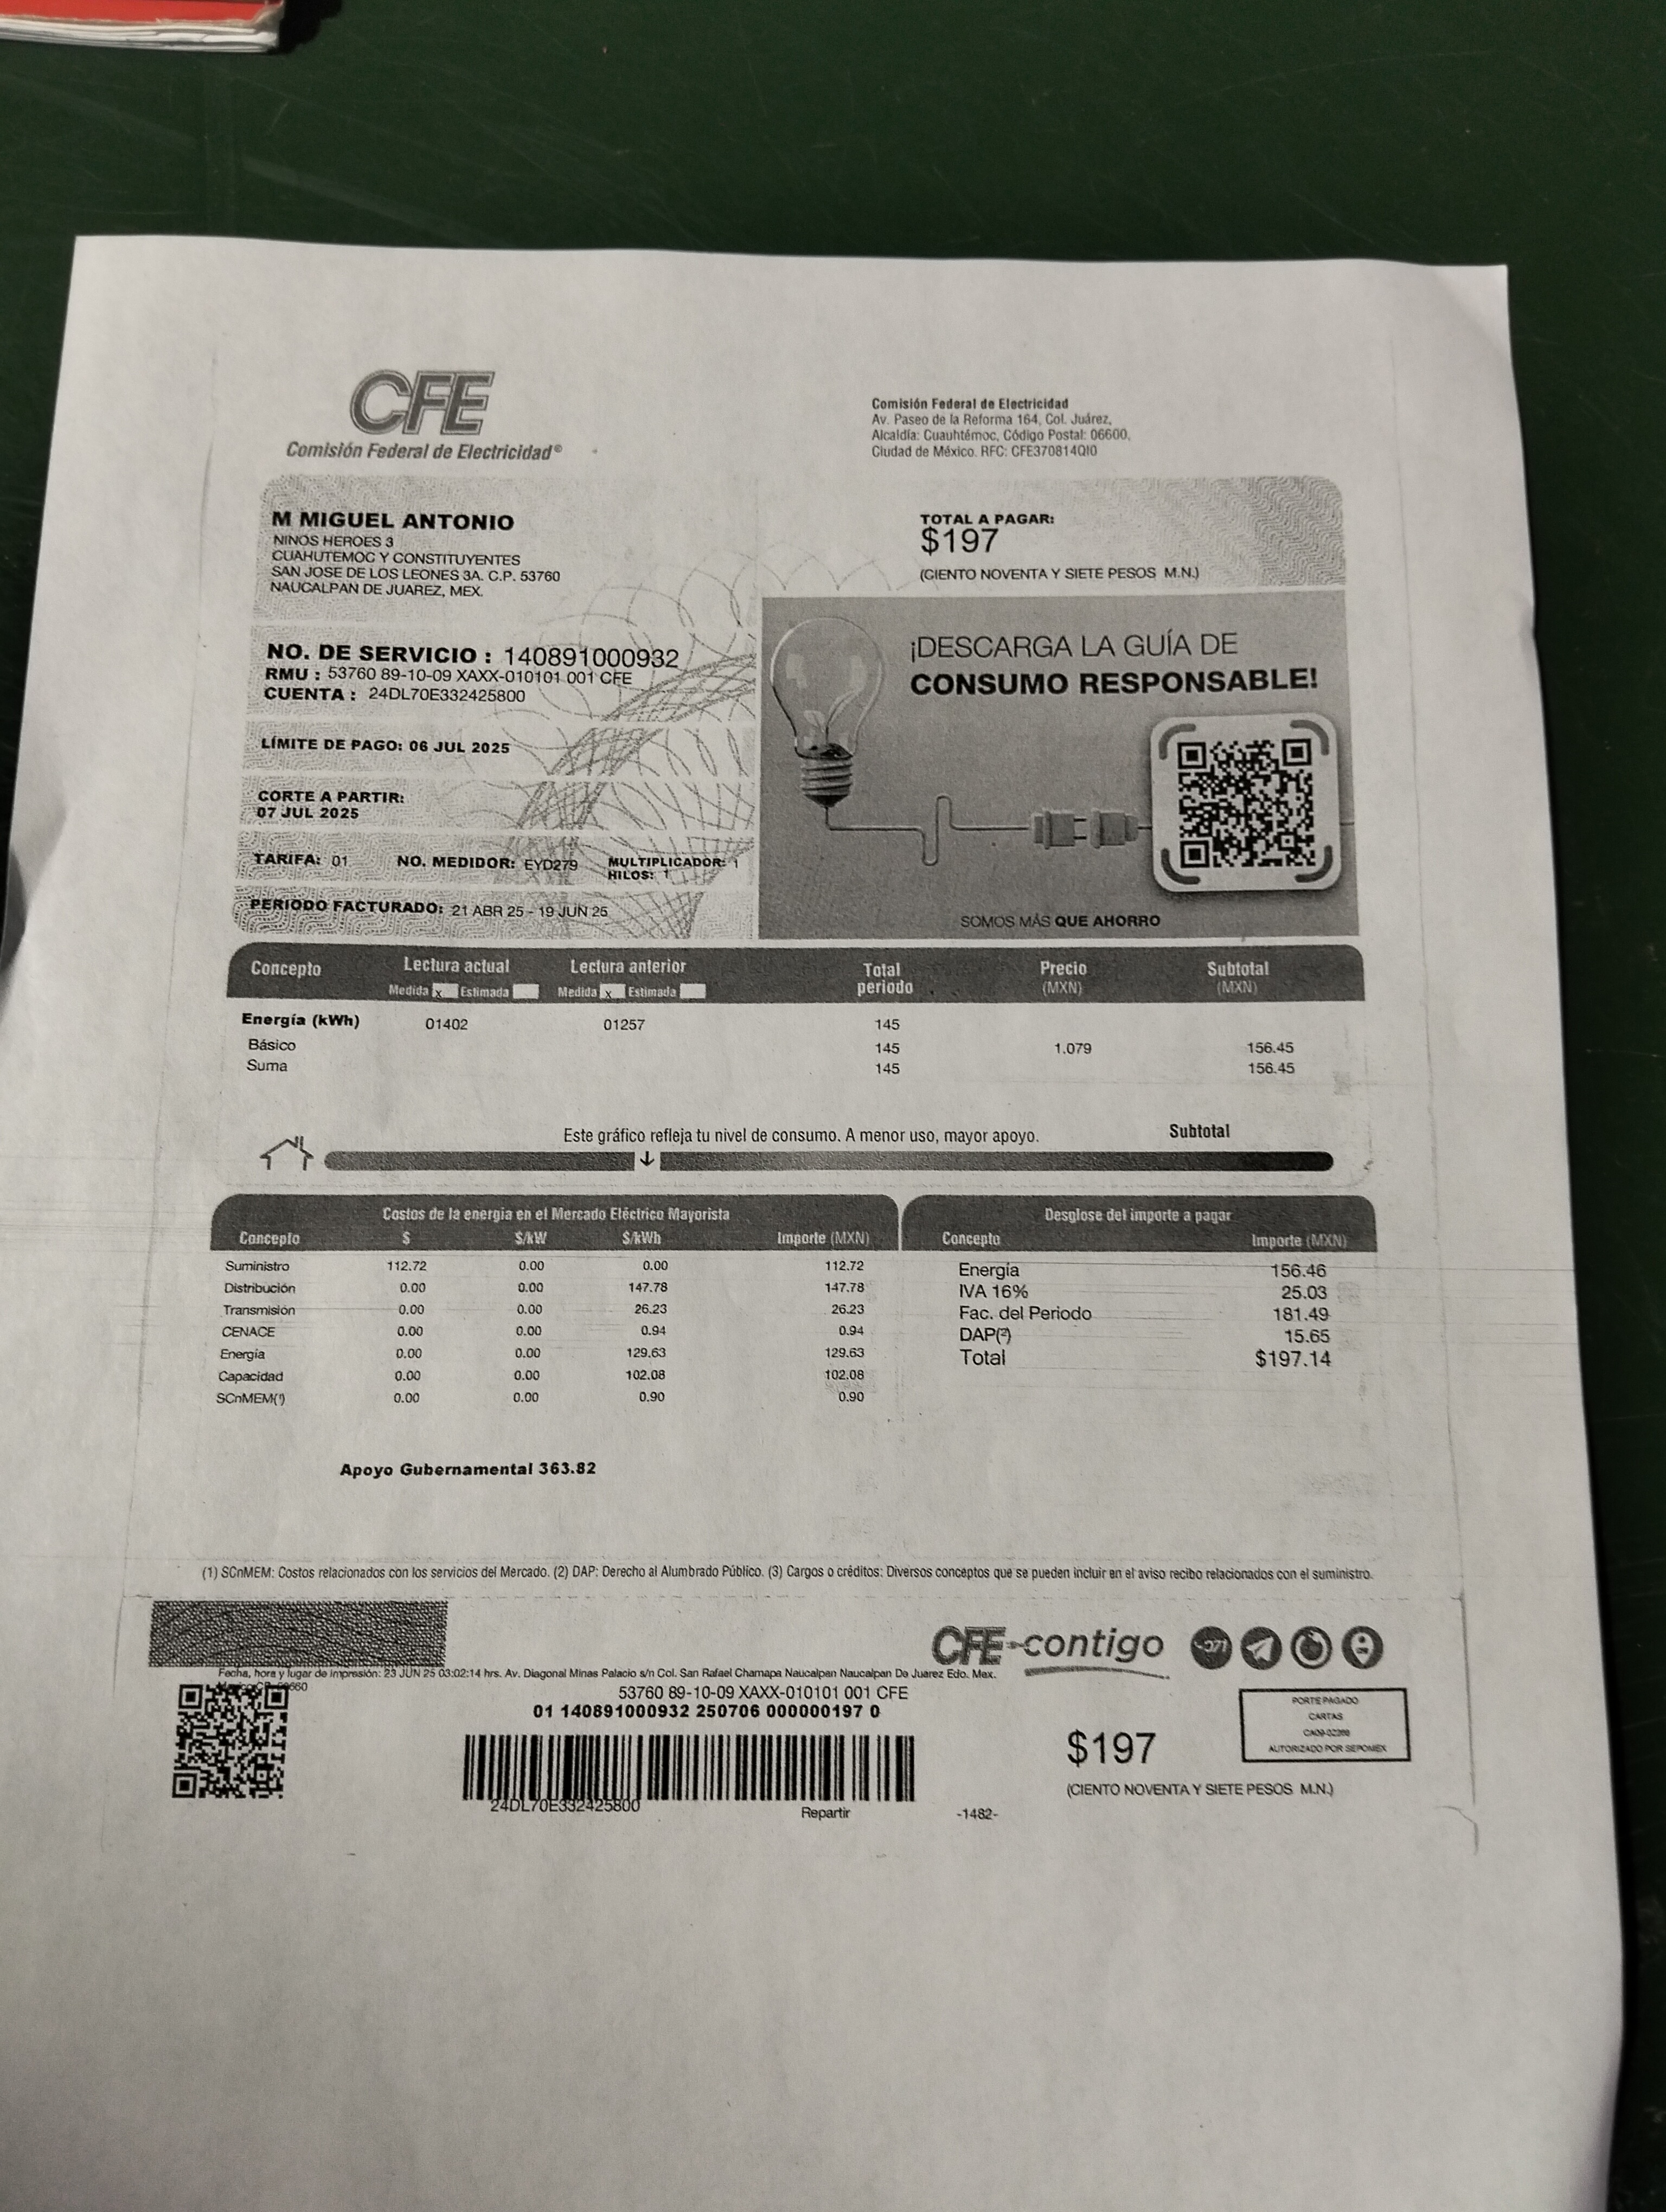 CFE
Comisión Federal de Electricidad®
Comisión Federal de Electricidad
Av. Paseo de la Reforma 164, Col. Juárez,
Alcaldía: Cuauhtémoc, Código Postal: 06600,
Ciudad de México. RFC: CFE370814QI0
M MIGUEL ANTONIO
NINOS HEROES 3
CUAHUTEMOC Y CONSTITUYENTES
SAN JOSE DE LOS LEONES 3A. C.P. 53760
NAUCALPAN DE JUAREZ, MEX.
TOTAL A PAGAR:
$197
(CIENTO NOVENTA Y SIETE PESOS M.N.)
NO. DE SERVICIO : 140891000932
RMU : 53760 89-10-09 XAXX-010101 001 CFE
CUENTA : 24DL70E332425800
LÍMITE DE PAGO: 06 JUL 2025
CORTE A PARTIR:
07 JUL 2025
TARIFA: 01 NO. MEDIDOR: EYD279 MULTIPLICADOR: 1
HILOS: 1
PERIODO FACTURADO: 21 ABR 25 - 19 JUN 25
¡DESCARGA LA GUÍA DE
CONSUMO RESPONSABLE!
SOMOS MÁS QUE AHORRO
Concepto Lectura actual Lectura anterior Total periodo Precio (MXN) Subtotal (MXN)
Medida x Estimada Medida x Estimada
Energía (kWh) 01402 01257 145
Básico 145 1.079 156.45
Suma 145 156.45
Este gráfico refleja tu nivel de consumo. A menor uso, mayor apoyo. Subtotal
Costos de la energía en el Mercado Eléctrico Mayorista
Concepto $ $/kW $/kWh Importe (MXN)
Suministro 112.72 0.00 0.00 112.72
Distribución 0.00 0.00 147.78 147.78
Transmisión 0.00 0.00 26.23 26.23
CENACE 0.00 0.00 0.94 0.94
Energía 0.00 0.00 129.63 129.63
Capacidad 0.00 0.00 102.08 102.08
SCnMEM(¹) 0.00 0.00 0.90 0.90
Desglose del importe a pagar
Concepto Importe (MXN)
Energía 156.46
IVA 16% 25.03
Fac. del Periodo 181.49
DAP(²) 15.65
Total $197.14
Apoyo Gubernamental 363.82
(1) SCnMEM: Costos relacionados con los servicios del Mercado. (2) DAP: Derecho al Alumbrado Público. (3) Cargos o créditos: Diversos conceptos que se pueden incluir en el aviso recibo relacionados con el suministro.
CFE contigo
Fecha, hora y lugar de impresión: 23 JUN 25 03:02:14 hrs. Av. Diagonal Minas Palacio s/n Col. San Rafael Chamapa Naucalpan Naucalpan De Juarez Edo. Mex.
53760 89-10-09 XAXX-010101 001 CFE
01 140891000932 250706 000000197 0
24DL70E332425800
Repartir
-1482-
$197
(CIENTO NOVENTA Y SIETE PESOS M.N.)
PORTE PAGADO
CARTAS
AUTORIZADO POR SEPOMEX